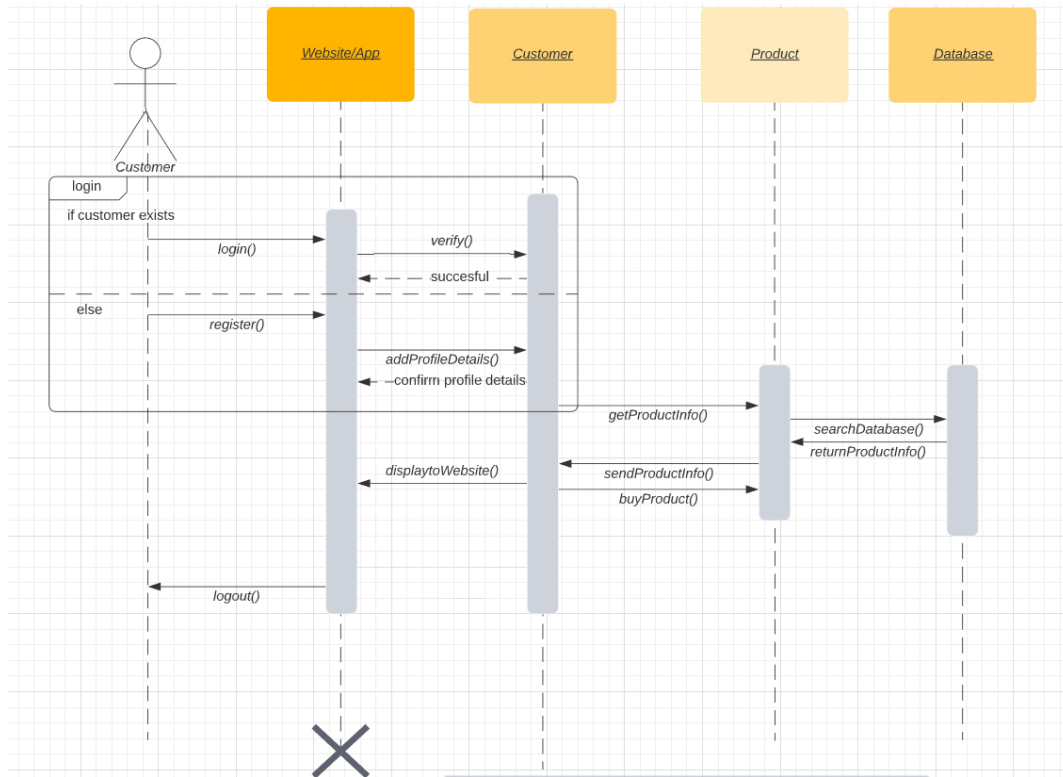 Website/App
Customer
Product
Database
Customer
login
if customer exists
login()
verify()
succesful
else
register()
addProfileDetails()
confirm profile details
getProductInfo()
searchDatabase()
returnProductInfo()
displaytoWebsite()
sendProductInfo()
buyProduct()
logout()